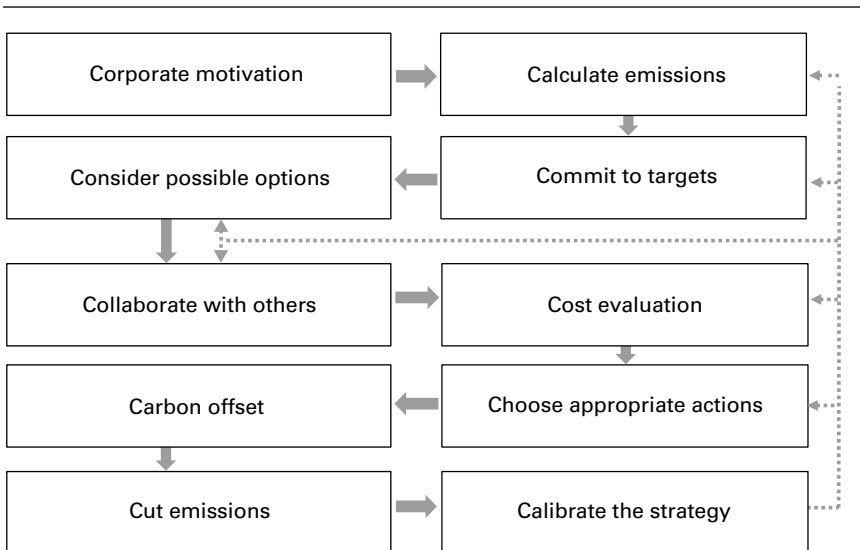 Corporate motivation
Calculate emissions
Consider possible options
Commit to targets
Collaborate with others
Cost evaluation
Carbon offset
Choose appropriate actions
Cut emissions
Calibrate the strategy